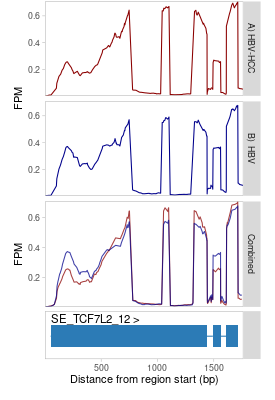 0.6
0.4
0.2
FPM
A) HBV-HCC
0.6
0.4
0.2
FPM
B) HBV
0.6
0.4
0.2
FPM
Combined
SE_TCF7L2_12 >
500 1000 1500
Distance from region start (bp)